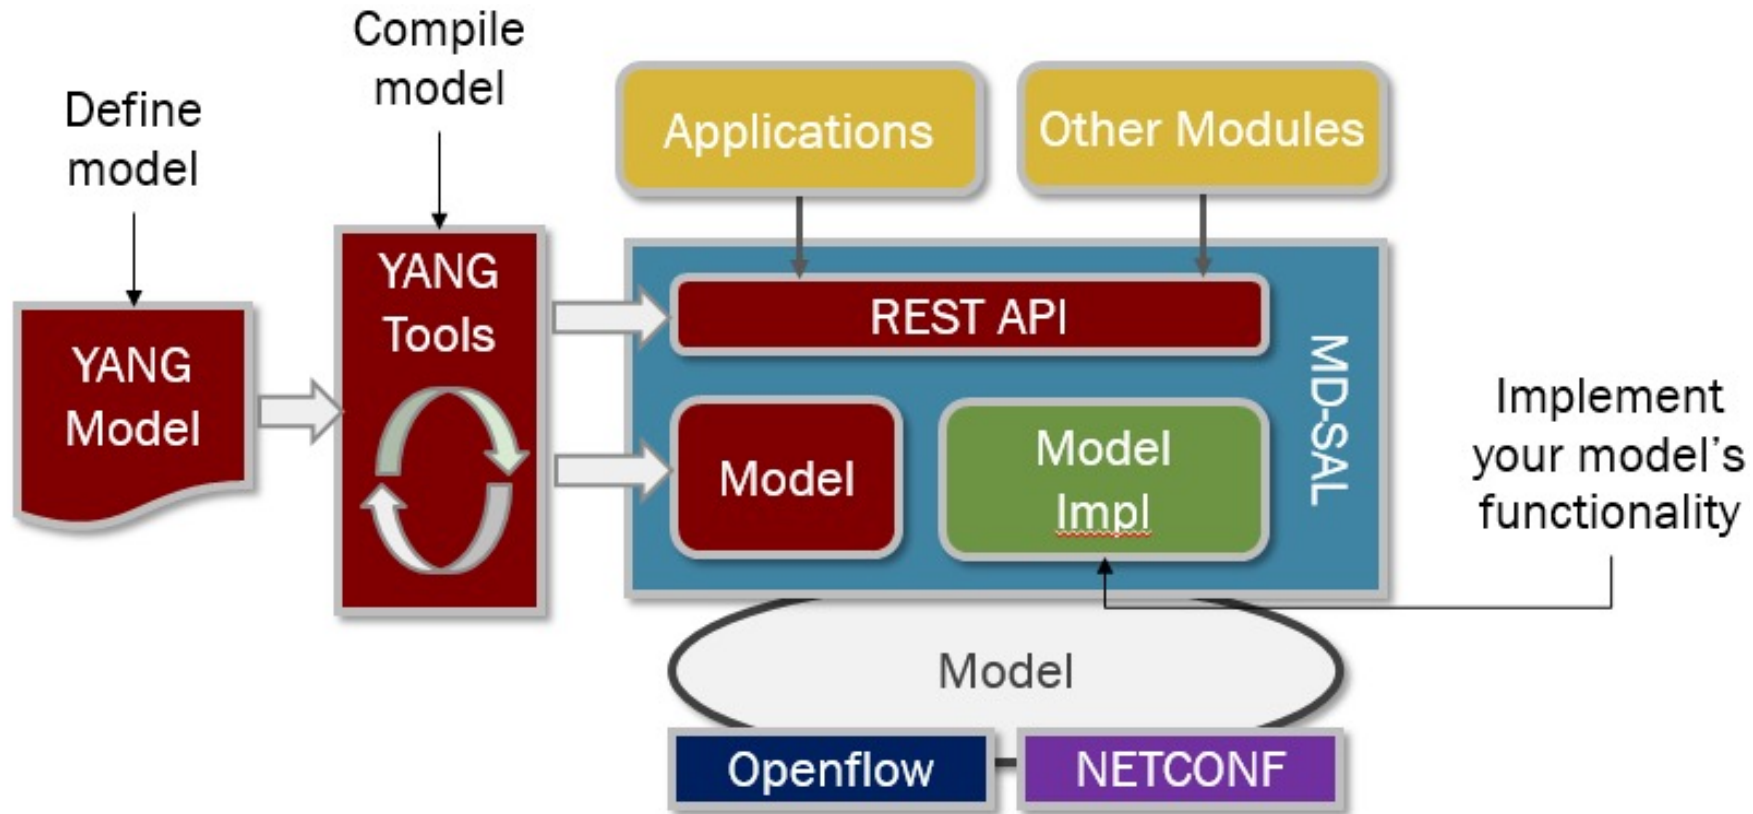 Compile
model
Define
model
Applications
Other Modules
YANG
Tools
REST API
YANG
Model
MD-SAL
Model
Model
Impl
Implement
your model's
functionality
Model
Openflow
NETCONF